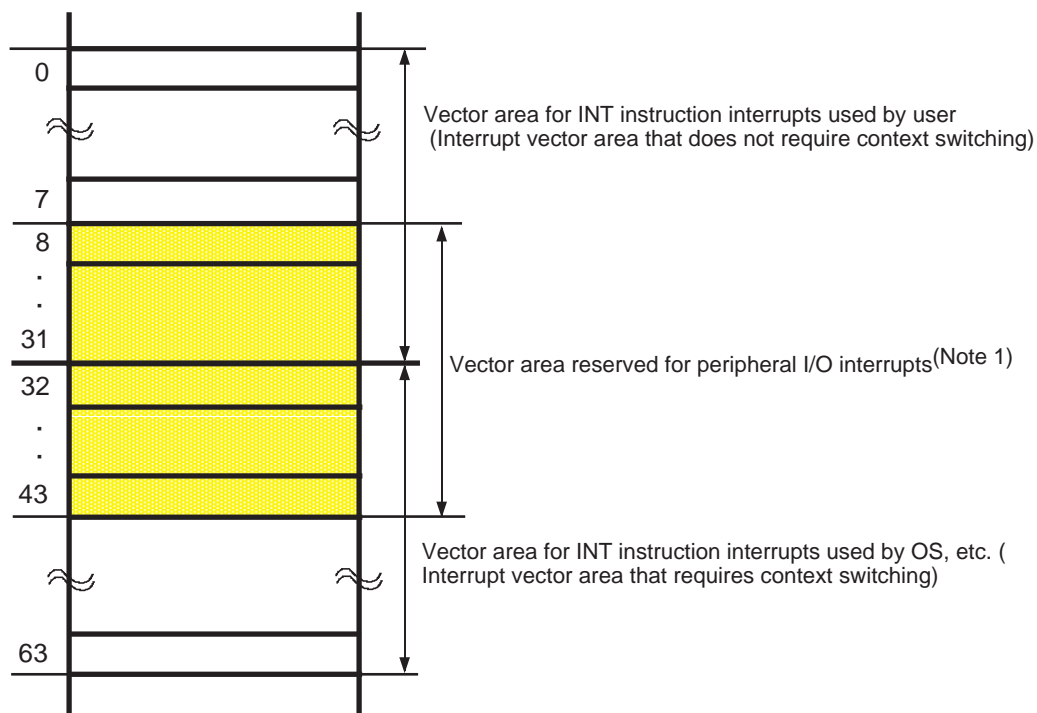 0
Vector area for INT instruction interrupts used by user
(Interrupt vector area that does not require context switching)
7
8
.
.
31
Vector area reserved for peripheral I/O interrupts(Note 1)
32
.
.
43
Vector area for INT instruction interrupts used by OS, etc. (
Interrupt vector area that requires context switching)
63